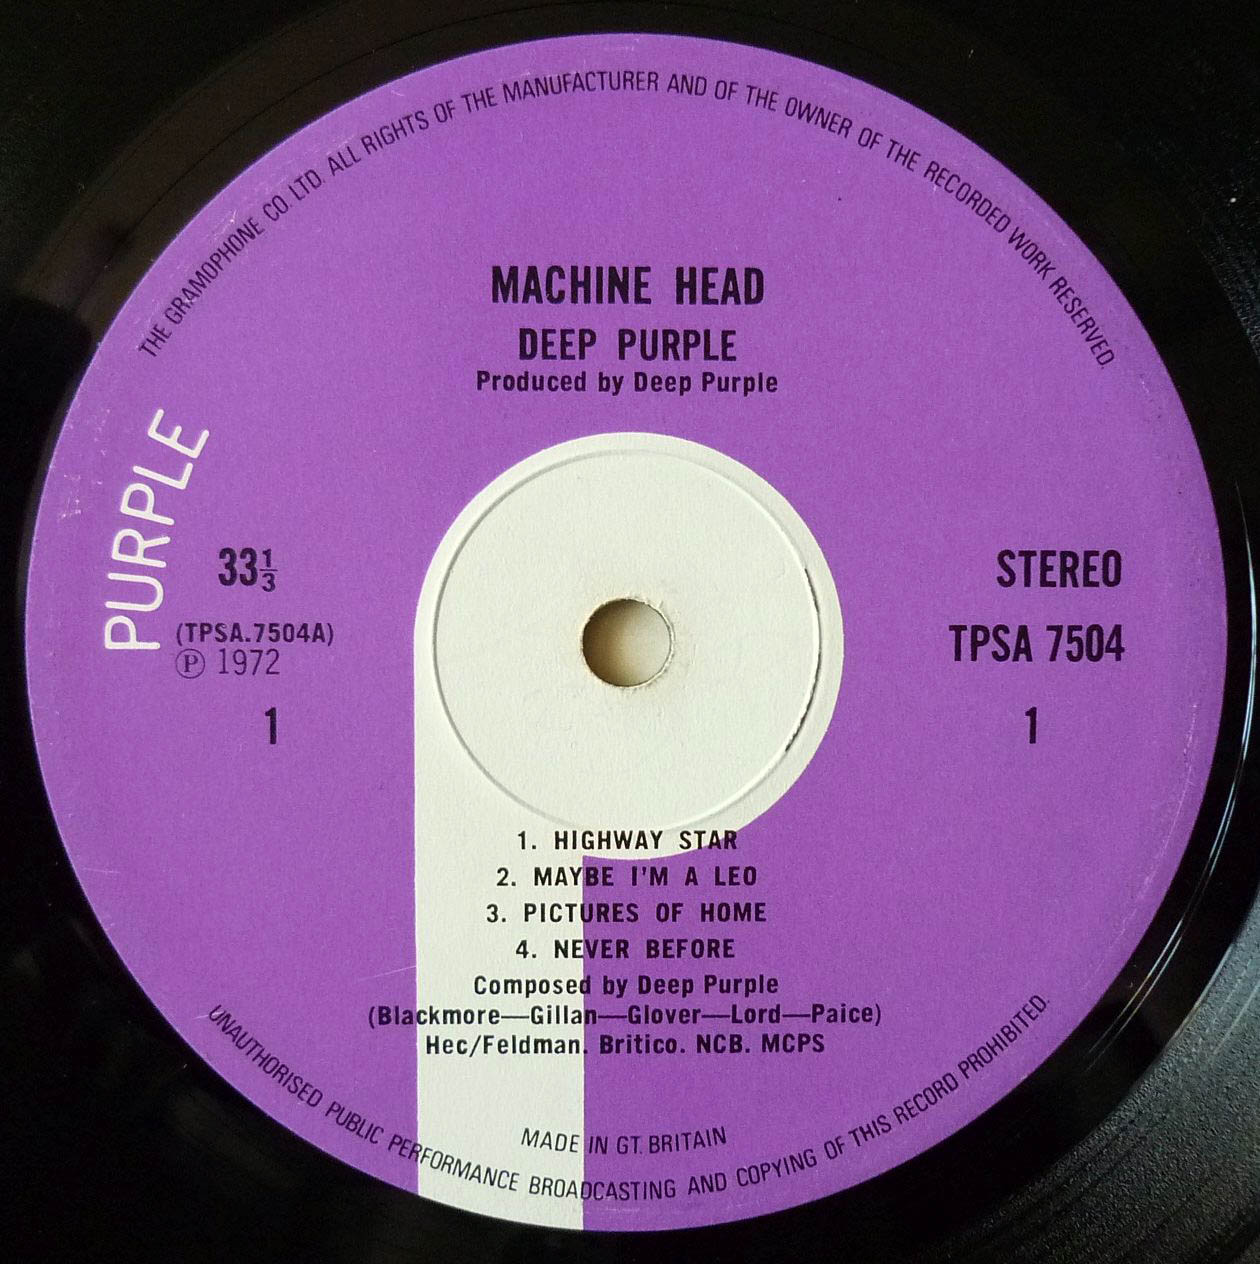 THE GRAMOPHONE CO LTD. ALL RIGHTS OF THE MANUFACTURER AND OF THE OWNER OF THE RECORDED WORK RESERVED.
MACHINE HEAD
DEEP PURPLE
Produced by Deep Purple
PURPLE
33⅓
STEREO
(TPSA.7504A)
℗ 1972
TPSA 7504
1
1
1. HIGHWAY STAR
2. MAYBE I'M A LEO
3. PICTURES OF HOME
4. NEVER BEFORE
Composed by Deep Purple
(Blackmore—Gillan—Glover—Lord—Paice)
Hec/Feldman. Britico. NCB. MCPS
MADE IN GT. BRITAIN
UNAUTHORISED PUBLIC PERFORMANCE BROADCASTING AND COPYING OF THIS RECORD PROHIBITED.